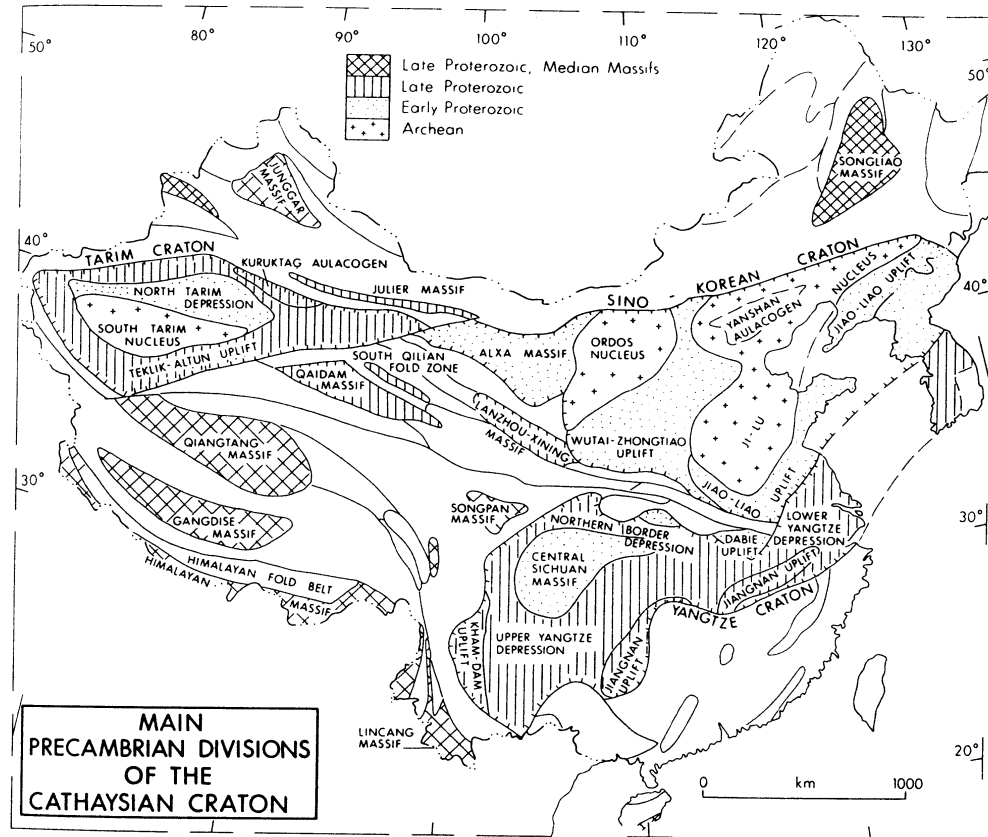 50°
80°
90°
100°
110°
120°
130°
50°
Late Proterozoic, Median Massifs
Late Proterozoic
Early Proterozoic
Archean
SONGLIAO
MASSIF
JUNGGAR
MASSIF
40°
TARIM CRATON
KURUKTAG AULACOGEN
JULIER MASSIF
SINO
KOREAN
CRATON
40°
NORTH TARIM
DEPRESSION
SOUTH TARIM
NUCLEUS
TEKLIK-ALTUN UPLIFT
YANSHAN
AULACOGEN
NUCLEUS
JIAO-LIAO UPLIFT
ORDOS
NUCLEUS
ALXA MASSIF
SOUTH QILIAN
FOLD ZONE
QAIDAM
MASSIF
LANZHOU-XINING
MASSIF
WUTAI-ZHONGTIAO
UPLIFT
JI-LU
JIAO-LIAO UPLIFT
QIANGTANG
MASSIF
30°
GANGDISE
MASSIF
SONGPAN
MASSIF
NORTHERN BORDER
DEPRESSION
DABIE
UPLIFT
LOWER
YANGTZE
DEPRESSION
30°
CENTRAL
SICHUAN
MASSIF
JIANGNAN UPLIFT
YANGTZE CRATON
HIMALAYAN FOLD BELT
HIMALAYAN
MASSIF
KHAM-DAM
UPLIFT
UPPER YANGTZE
DEPRESSION
JIANGNAN
UPLIFT
LINCANG
MASSIF
20°
MAIN
PRECAMBRIAN DIVISIONS
OF THE
CATHAYSIAN CRATON
0 km 1000